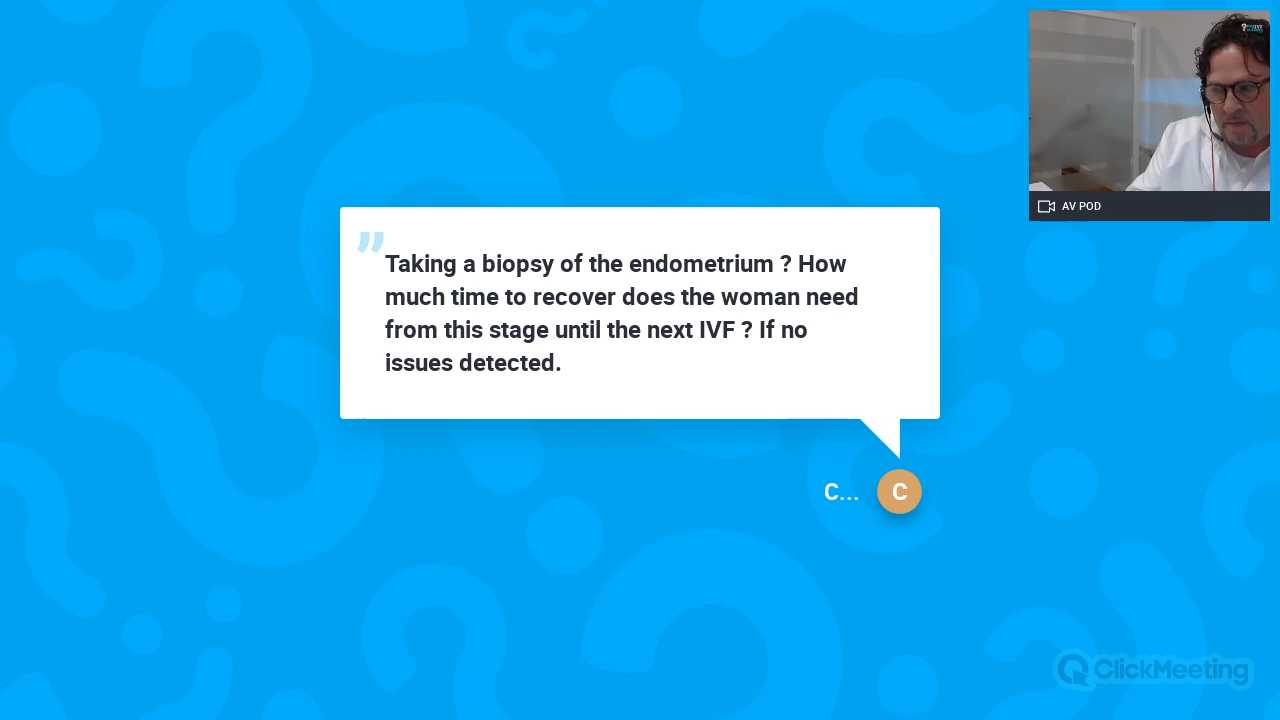 AV POD
”
Taking a biopsy of the endometrium ? How
much time to recover does the woman need
from this stage until the next IVF ? If no
issues detected.
C... C
ClickMeeting